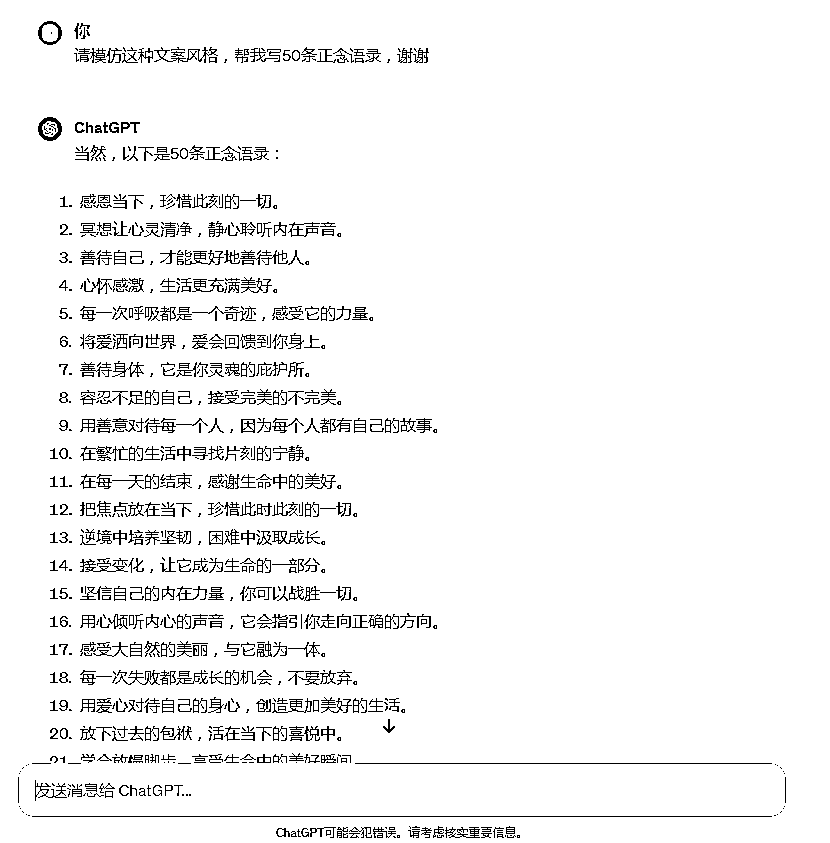 你
请模仿这种文案风格，帮我写50条正念语录，谢谢
ChatGPT
当然，以下是50条正念语录：
1. 感恩当下，珍惜此刻的一切。
2. 冥想让心灵清净，静心聆听内在声音。
3. 善待自己，才能更好地善待他人。
4. 心怀感激，生活更充满美好。
5. 每一次呼吸都是一个奇迹，感受它的力量。
6. 将爱洒向世界，爱会回馈到你身上。
7. 善待身体，它是你灵魂的庇护所。
8. 容忍不足的自己，接受完美的不完美。
9. 用善意对待每一个人，因为每个人都有自己的故事。
10. 在繁忙的生活中寻找片刻的宁静。
11. 在每一天的结束，感谢生命中的美好。
12. 把焦点放在当下，珍惜此时此刻的一切。
13. 逆境中培养坚韧，困难中汲取成长。
14. 接受变化，让它成为生命的一部分。
15. 坚信自己的内在力量，你可以战胜一切。
16. 用心倾听内心的声音，它会指引你走向正确的方向。
17. 感受大自然的美丽，与它融为一体。
18. 每一次失败都是成长的机会，不要放弃。
19. 用爱心对待自己的身心，创造更加美好的生活。
20. 放下过去的包袱，活在当下的喜悦中。
21. 学会放慢脚步，享受生命中的美好瞬间
发送消息给 ChatGPT...
ChatGPT可能会犯错误。请考虑核实重要信息。